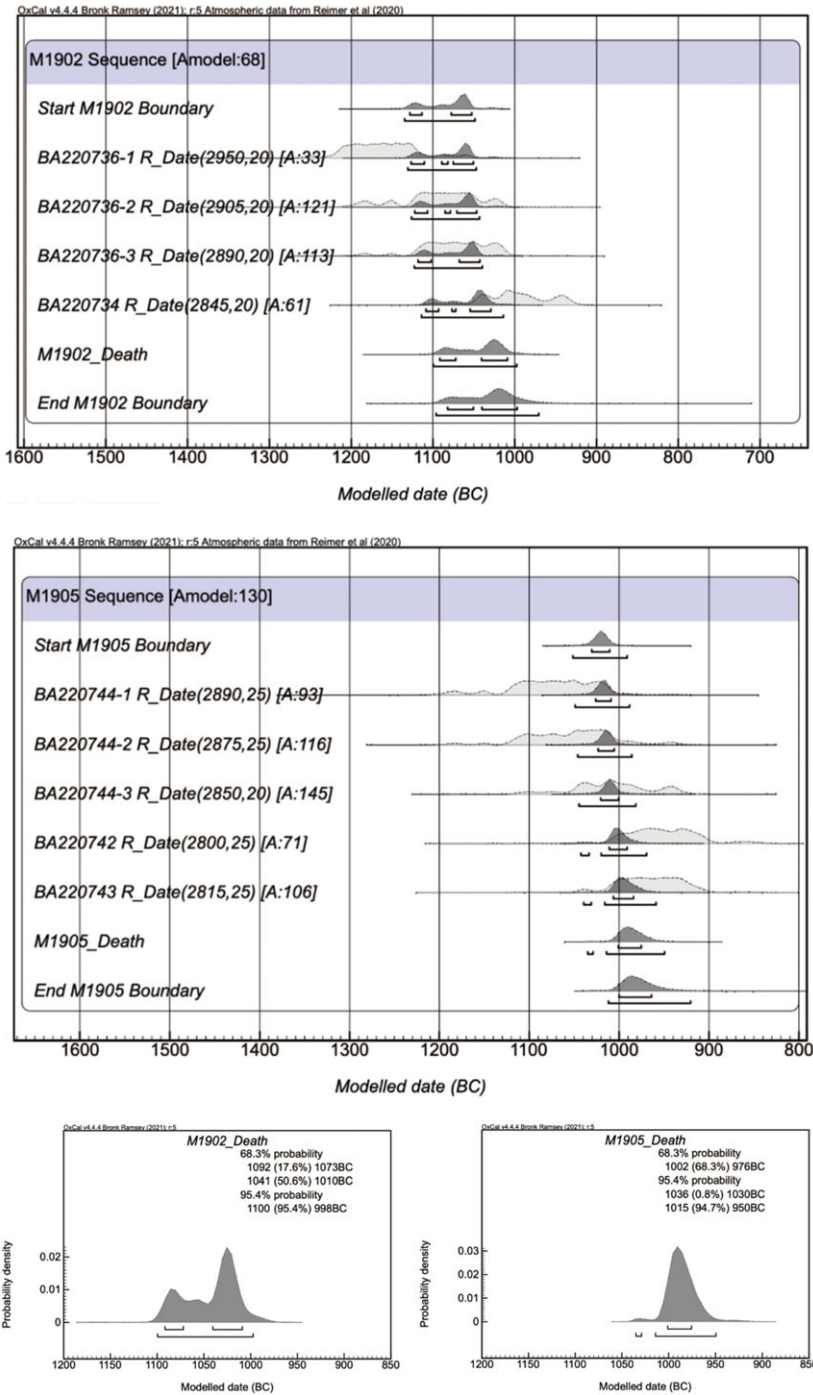 OxCal v4.4.4 Bronk Ramsey (2021); r:5 Atmospheric data from Reimer et al (2020)
M1902 Sequence [Amodel:68]
Start M1902 Boundary
BA220736-1 R_Date(2950,20) [A:33]
BA220736-2 R_Date(2905,20) [A:121]
BA220736-3 R_Date(2890,20) [A:113]
BA220734 R_Date(2845,20) [A:61]
M1902_Death
End M1902 Boundary
1600 1500 1400 1300 1200 1100 1000 900 800 700
Modelled date (BC)
OxCal v4.4.4 Bronk Ramsey (2021); r:5 Atmospheric data from Reimer et al (2020)
M1905 Sequence [Amodel:130]
Start M1905 Boundary
BA220744-1 R_Date(2890,25) [A:93]
BA220744-2 R_Date(2875,25) [A:116]
BA220744-3 R_Date(2850,20) [A:145]
BA220742 R_Date(2800,25) [A:71]
BA220743 R_Date(2815,25) [A:106]
M1905_Death
End M1905 Boundary
1600 1500 1400 1300 1200 1100 1000 900 800
Modelled date (BC)
OxCal v4.4.4 Bronk Ramsey (2021); r:5
M1902_Death
68.3% probability
1092 (17.6%) 1073BC
1041 (50.6%) 1010BC
95.4% probability
1100 (95.4%) 998BC
Probability density
0.02
0.01
0
1200 1150 1100 1050 1000 950 900 850
Modelled date (BC)
OxCal v4.4.4 Bronk Ramsey (2021); r:5
M1905_Death
68.3% probability
1002 (68.3%) 976BC
95.4% probability
1036 (0.8%) 1030BC
1015 (94.7%) 950BC
Probability density
0.03
0.02
0.01
0
1200 1150 1100 1050 1000 950 900 850
Modelled date (BC)